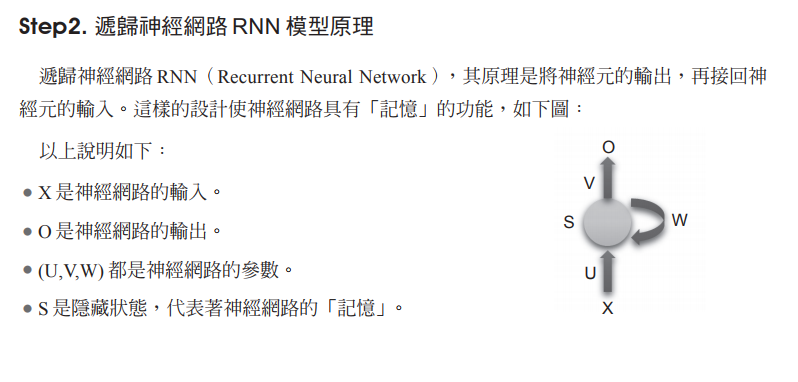 Step2. 遞歸神經網路 RNN 模型原理
遞歸神經網路 RNN（Recurrent Neural Network），其原理是將神經元的輸出，再接回神
經元的輸入。這樣的設計使神經網路具有「記憶」的功能，如下圖：
以上說明如下：
● X 是神經網路的輸入。
● O 是神經網路的輸出。
● (U,V,W) 都是神經網路的參數。
● S 是隱藏狀態，代表著神經網路的「記憶」。
O
V
S
W
U
X